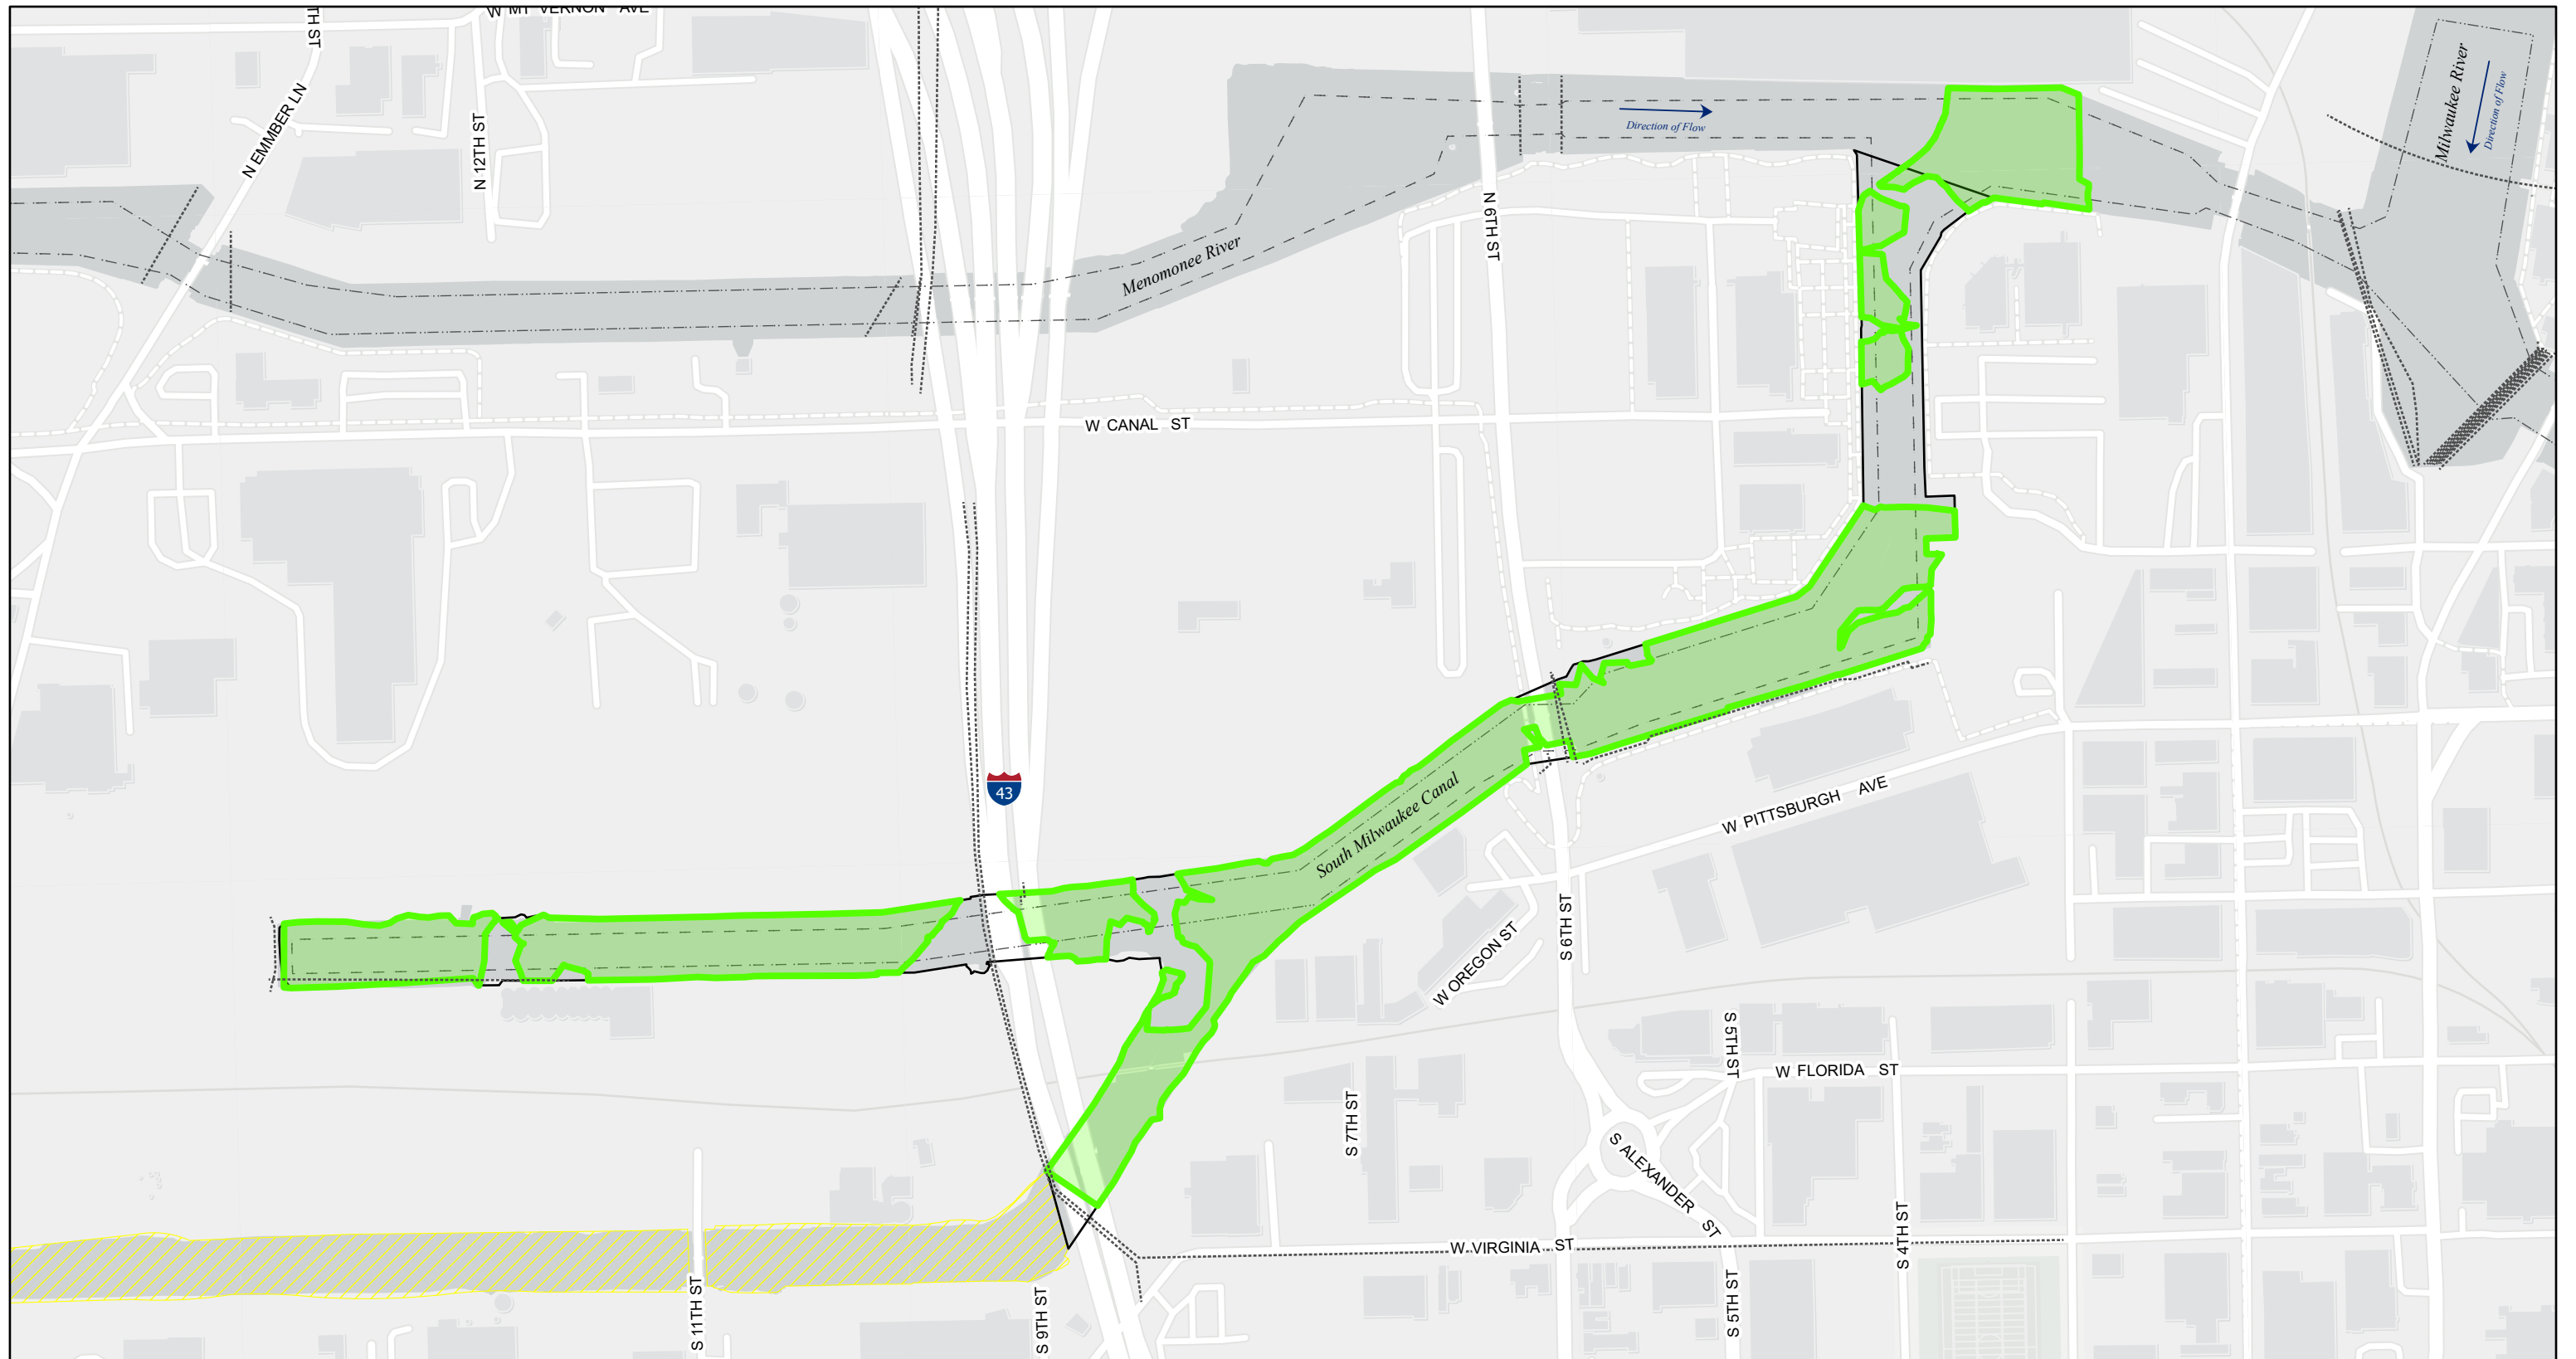 W MT VERNON AVE
TH ST
N EMMBER LN
N 12TH ST
Milwaukee River
Direction of Flow
Direction of Flow
N 6TH ST
Menomonee River
W CANAL ST
43
South Milwaukee Canal
W PITTSBURGH AVE
W OREGON ST
S 6TH ST
S 5TH ST
W FLORIDA ST
S 7TH ST
S ALEXANDER ST
S 4TH ST
W VIRGINIA ST
S 11TH ST
S 9TH ST
S 5TH ST